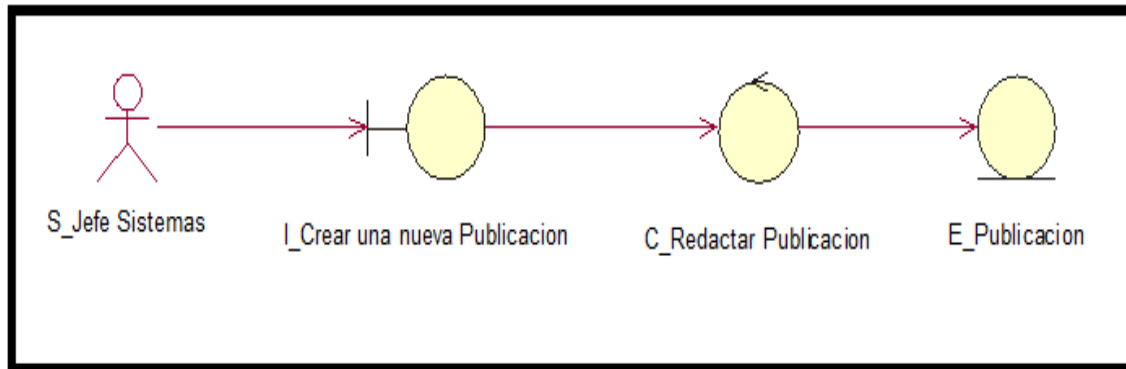 S_Jefe Sistemas
I_Crear una nueva Publicacion
C_Redactar Publicacion
E_Publicacion